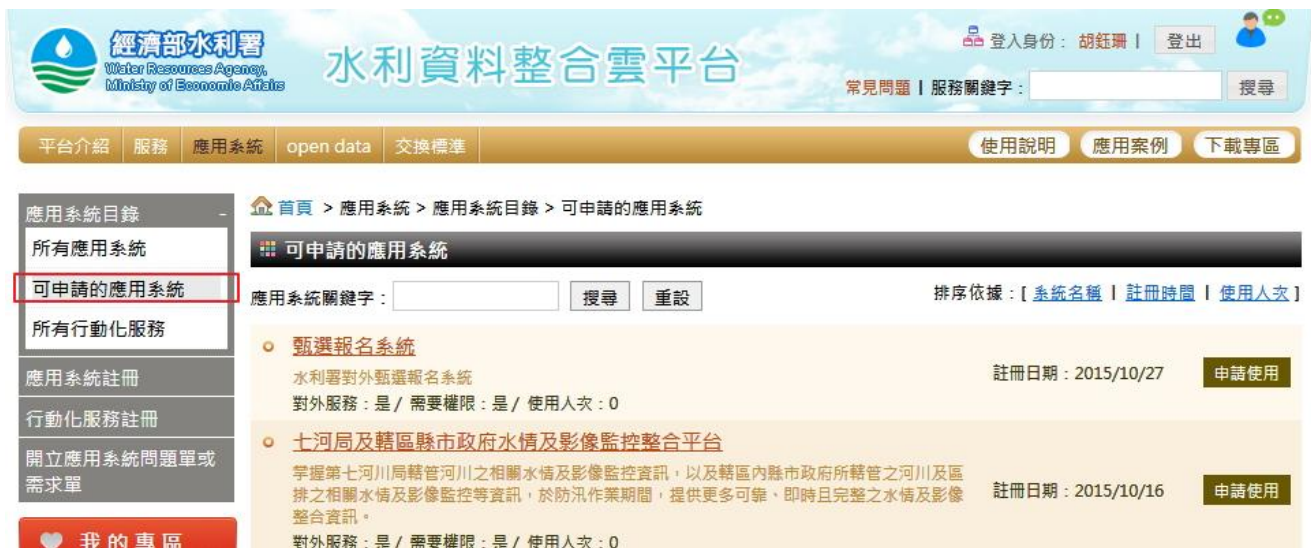 經濟部水利署
Water Resources Agency,
Ministry of Economic Affairs
水利資料整合雲平台
登入身份： 胡鈺珊 | 登出
常見問題 | 服務關鍵字： 搜尋
平台介紹 服務 應用系統 open data 交換標準 使用說明 應用案例 下載專區
應用系統目錄 -
所有應用系統
可申請的應用系統
所有行動化服務
應用系統註冊
行動化服務註冊
開立應用系統問題單或
需求單
我的專區
首頁 > 應用系統 > 應用系統目錄 > 可申請的應用系統
可申請的應用系統
應用系統關鍵字： 搜尋 重設 排序依據：[ 系統名稱 | 註冊時間 | 使用人次 ]
甄選報名系統
水利署對外甄選報名系統
對外服務：是 / 需要權限：是 / 使用人次：0
註冊日期：2015/10/27 申請使用
七河局及轄區縣市政府水情及影像監控整合平台
掌握第七河川局轄管河川之相關水情及影像監控資訊，以及轄區內縣市政府所轄管之河川及區
排之相關水情及影像監控等資訊，於防汛作業期間，提供更多可靠、即時且完整之水情及影像
整合資訊。
對外服務：是 / 需要權限：是 / 使用人次：0
註冊日期：2015/10/16 申請使用